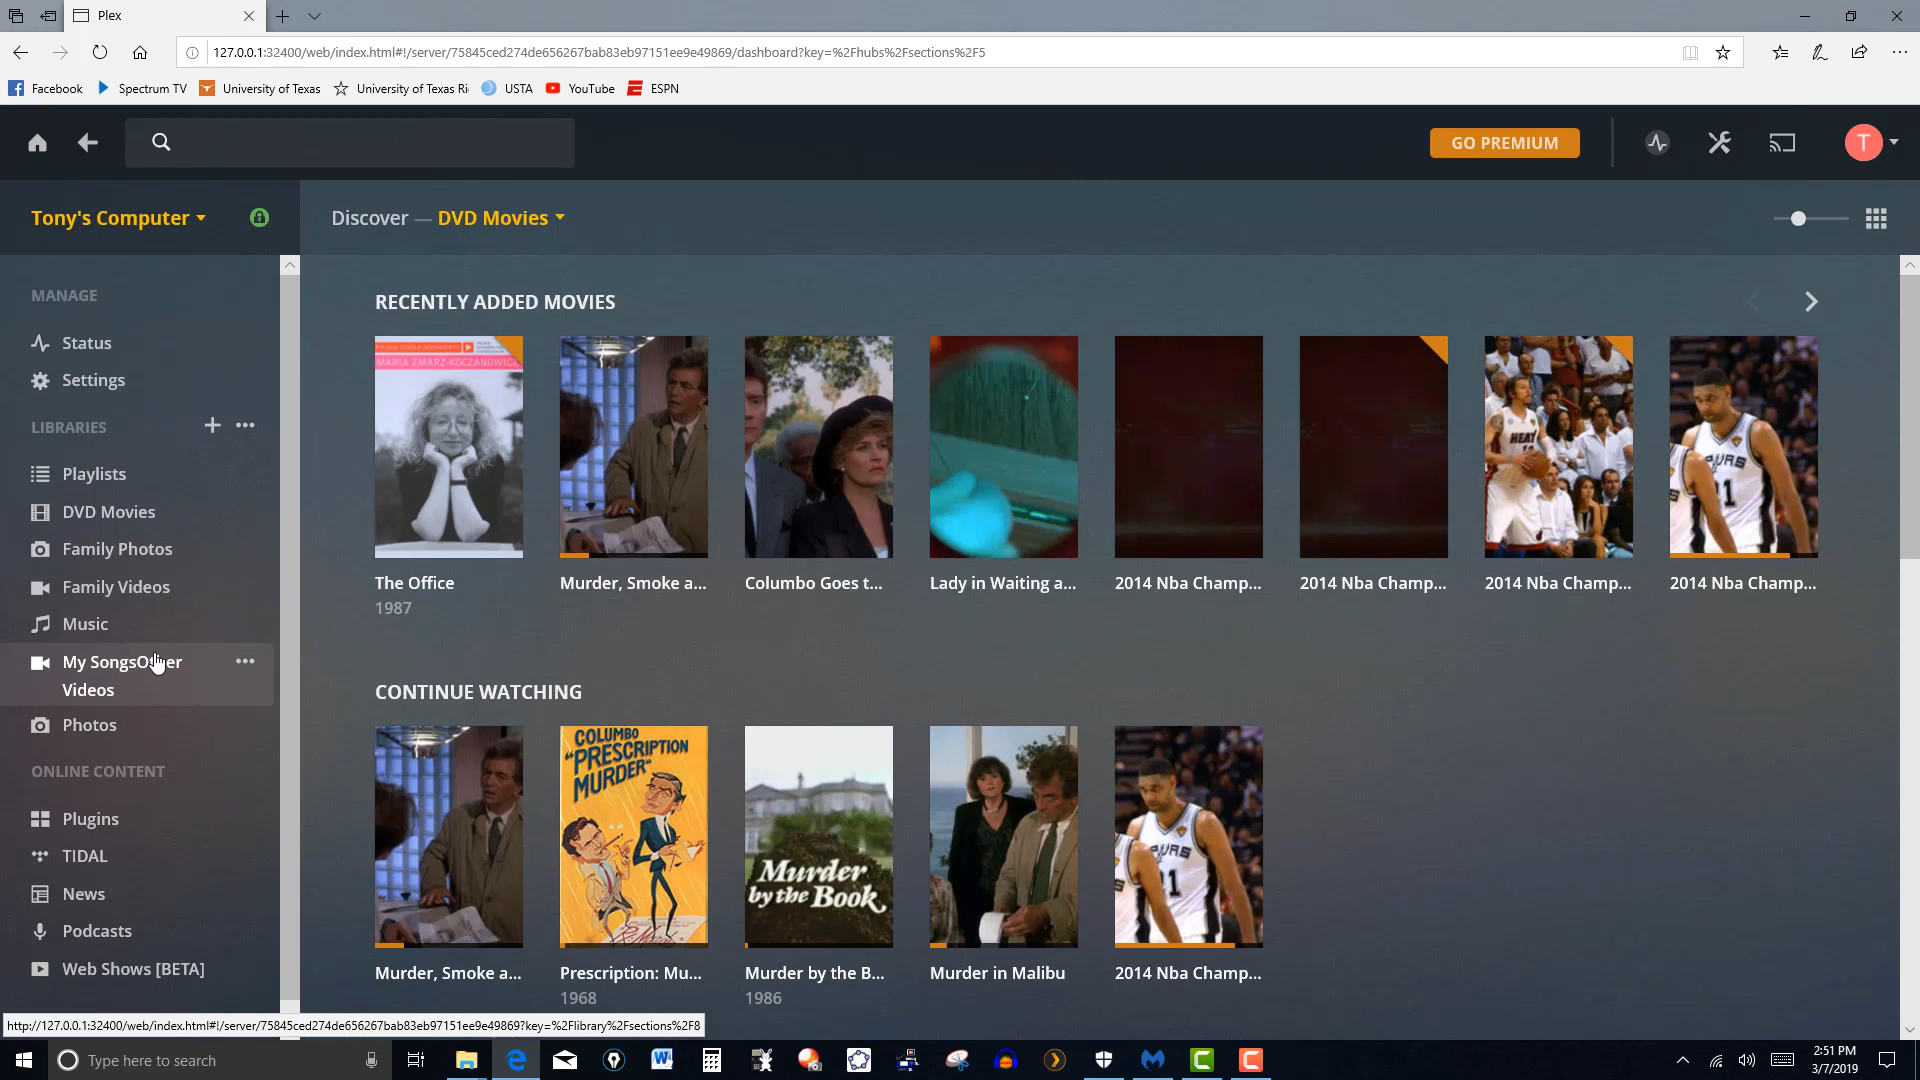 Plex
127.0.0.1:32400/web/index.html#!/server/75845ced274de656267bab83eb97151ee9e49869/dashboard?key=%2Fhubs%2Fsections%2F5
Facebook
Spectrum TV
University of Texas
University of Texas Ri
USTA
YouTube
ESPN
GO PREMIUM
T
Tony's Computer
Discover — DVD Movies
MANAGE
Status
Settings
LIBRARIES
Playlists
DVD Movies
Family Photos
Family Videos
Music
My SongsOther
Videos
Photos
ONLINE CONTENT
Plugins
TIDAL
News
Podcasts
Web Shows [BETA]
RECENTLY ADDED MOVIES
MARIA ZMARZ-KOCZANOWICZ
HEAT
The Office
1987
Murder, Smoke a...
Columbo Goes t...
Lady in Waiting a...
2014 Nba Champ...
2014 Nba Champ...
2014 Nba Champ...
2014 Nba Champ...
CONTINUE WATCHING
COLUMBO
"PRESCRIPTION
MURDER"
Murder
by the Book
Murder, Smoke a...
Prescription: Mu...
1968
Murder by the B...
1986
Murder in Malibu
2014 Nba Champ...
http://127.0.0.1:32400/web/index.html#!/server/75845ced274de656267bab83eb97151ee9e49869?key=%2Flibrary%2Fsections%2F8
Type here to search
2:51 PM
3/7/2019